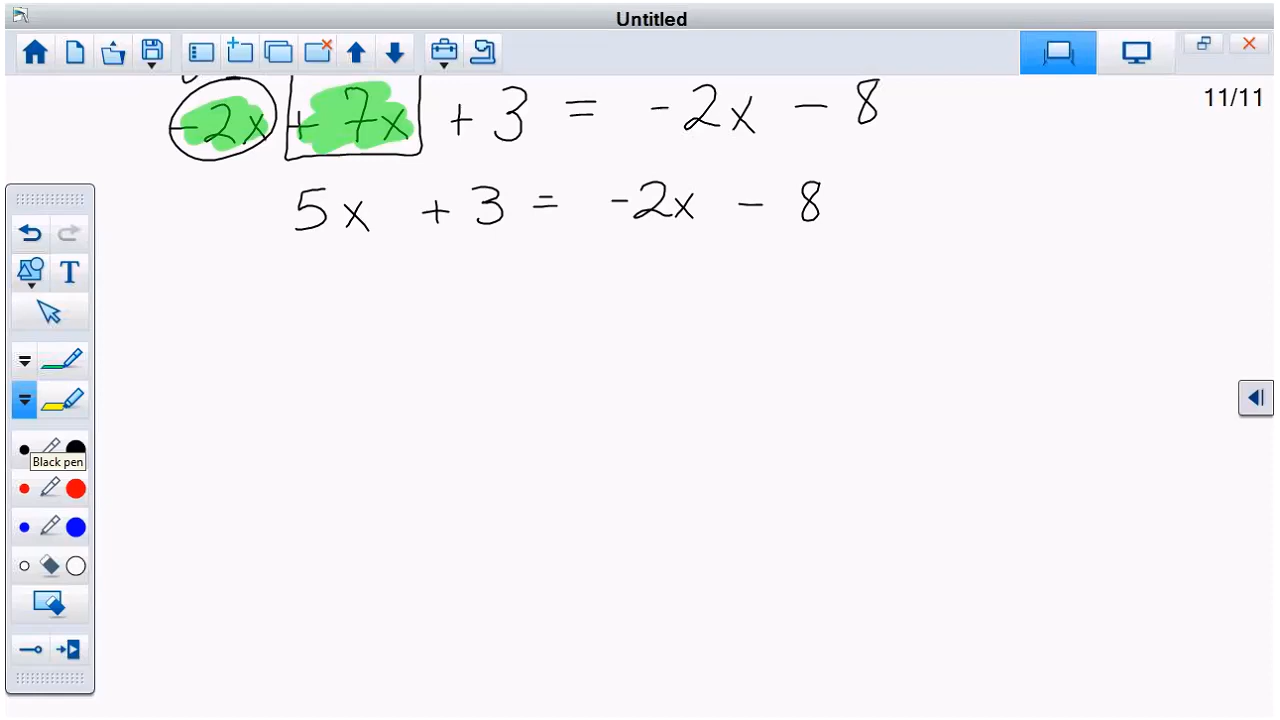 Untitled
11/11
-2x + 7x + 3 = -2x - 8
5x + 3 = -2x - 8
T
Black pen